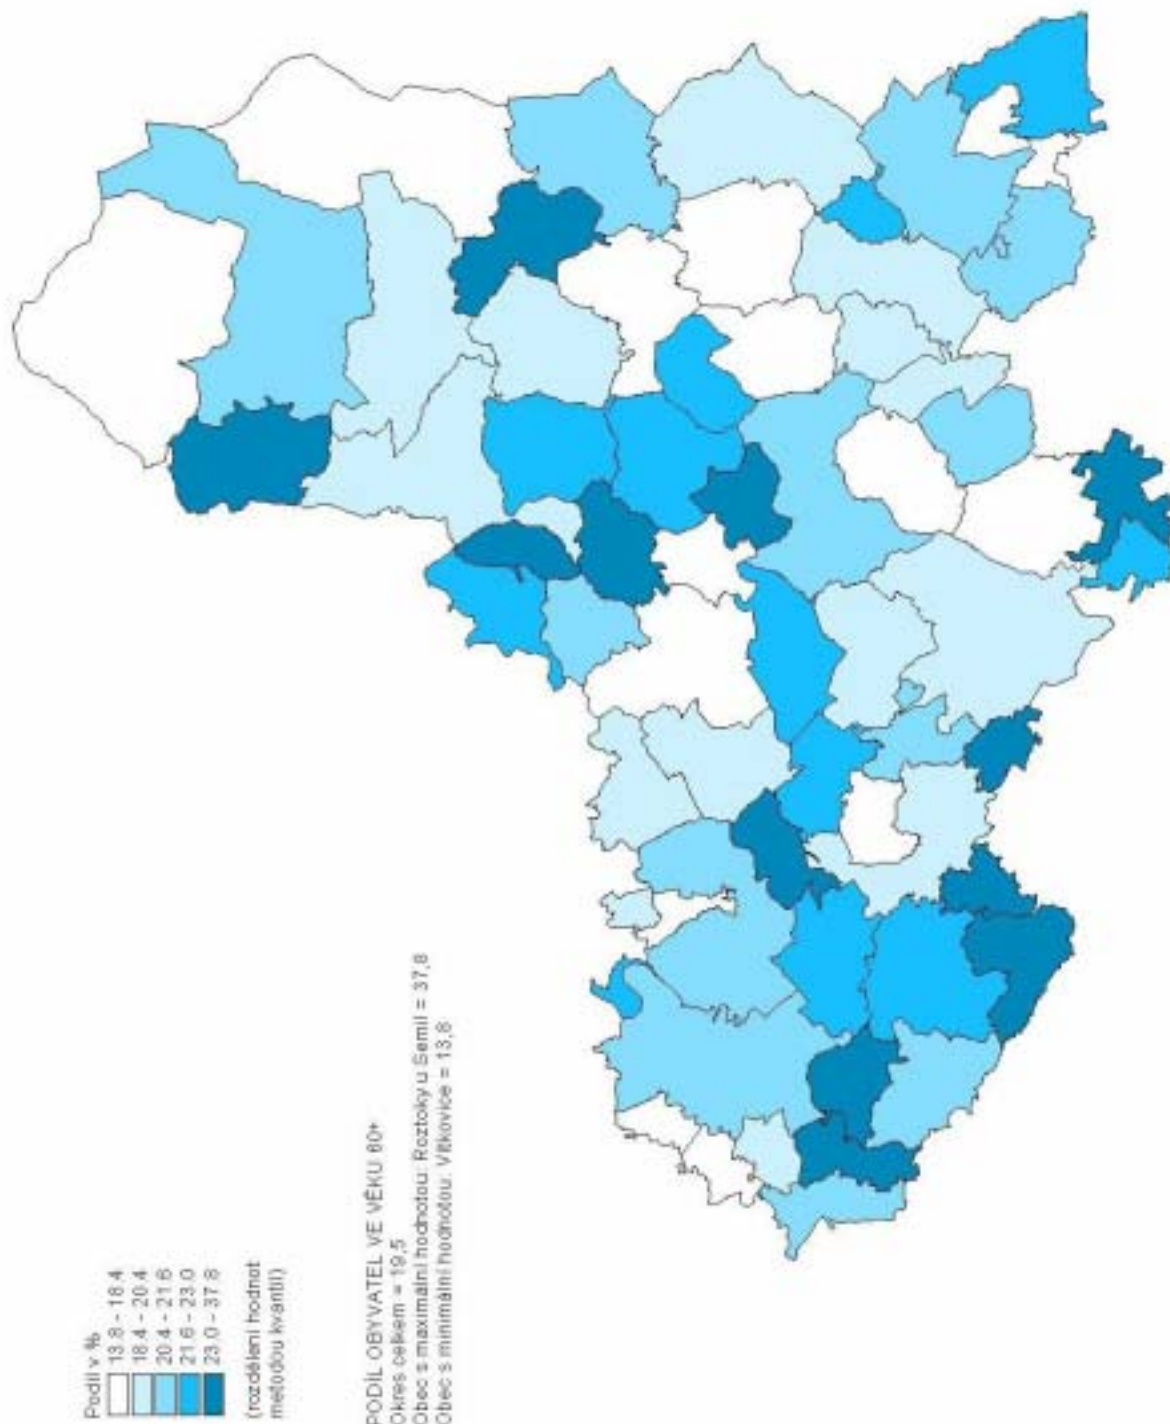 Podíl v %
13.8 - 18.4
18.4 - 20.4
20.4 - 21.6
21.6 - 23.0
23.0 - 37.8
(rozdělení hodnot
metodou kvantil)
PODÍL OBYVATEL VE VĚKU 60+
Okres celkem = 19,5
Obec s maximální hodnotou: Roztoky u Semil = 37,8
Obec s minimální hodnotou: Vítkovice = 13,8